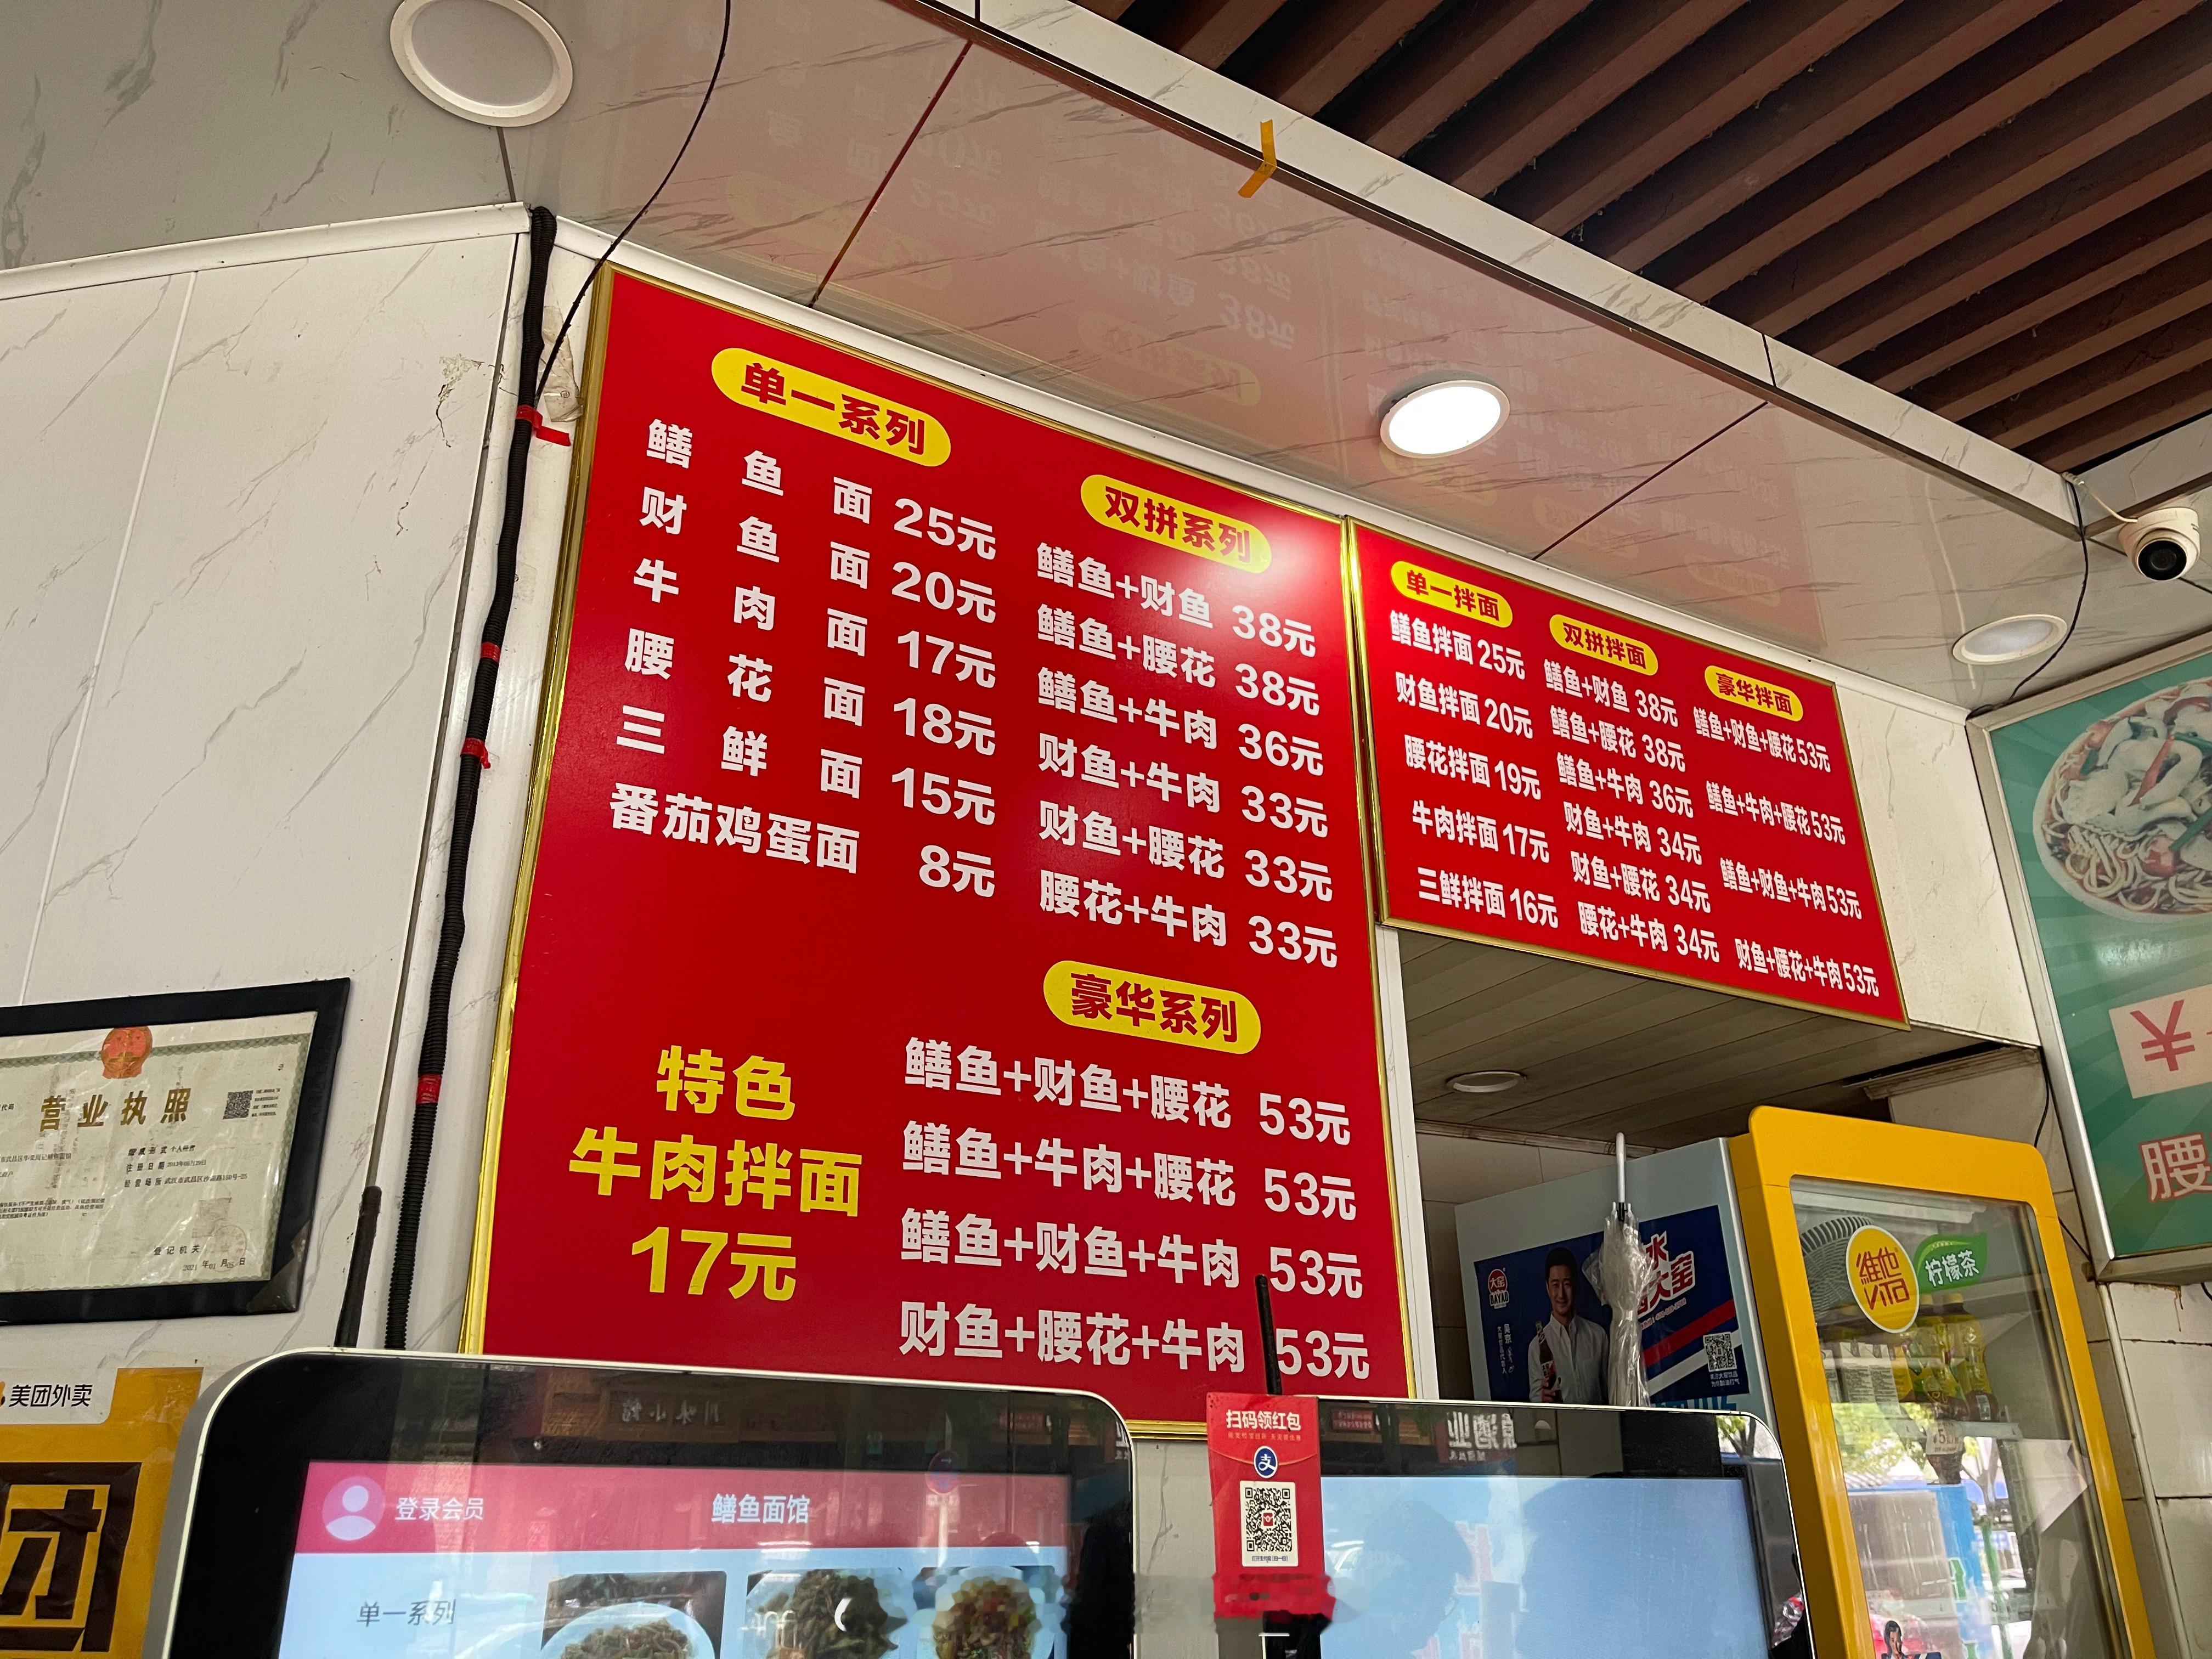 单一系列
鳝鱼面 25元
财鱼面 20元
牛肉面 17元
腰花面 18元
三鲜面 15元
番茄鸡蛋面 8元
双拼系列
鳝鱼+财鱼 38元
鳝鱼+腰花 38元
鳝鱼+牛肉 36元
财鱼+牛肉 33元
财鱼+腰花 33元
腰花+牛肉 33元
特色
牛肉拌面
17元
豪华系列
鳝鱼+财鱼+腰花 53元
鳝鱼+牛肉+腰花 53元
鳝鱼+财鱼+牛肉 53元
财鱼+腰花+牛肉 53元
单一拌面
鳝鱼拌面 25元
财鱼拌面 20元
腰花拌面 19元
牛肉拌面 17元
三鲜拌面 16元
双拼拌面
鳝鱼+财鱼 38元
鳝鱼+腰花 38元
鳝鱼+牛肉 36元
财鱼+牛肉 34元
财鱼+腰花 34元
腰花+牛肉 34元
豪华拌面
鳝鱼+财鱼+腰花 53元
鳝鱼+牛肉+腰花 53元
鳝鱼+财鱼+牛肉 53元
财鱼+腰花+牛肉 53元
营业执照
登记机关
美团外卖
团
登录会员
鳝鱼面馆
单一系列
扫码领红包
支
大窑
DAYAO
水
大窑
維他
VITA
柠檬茶
腰